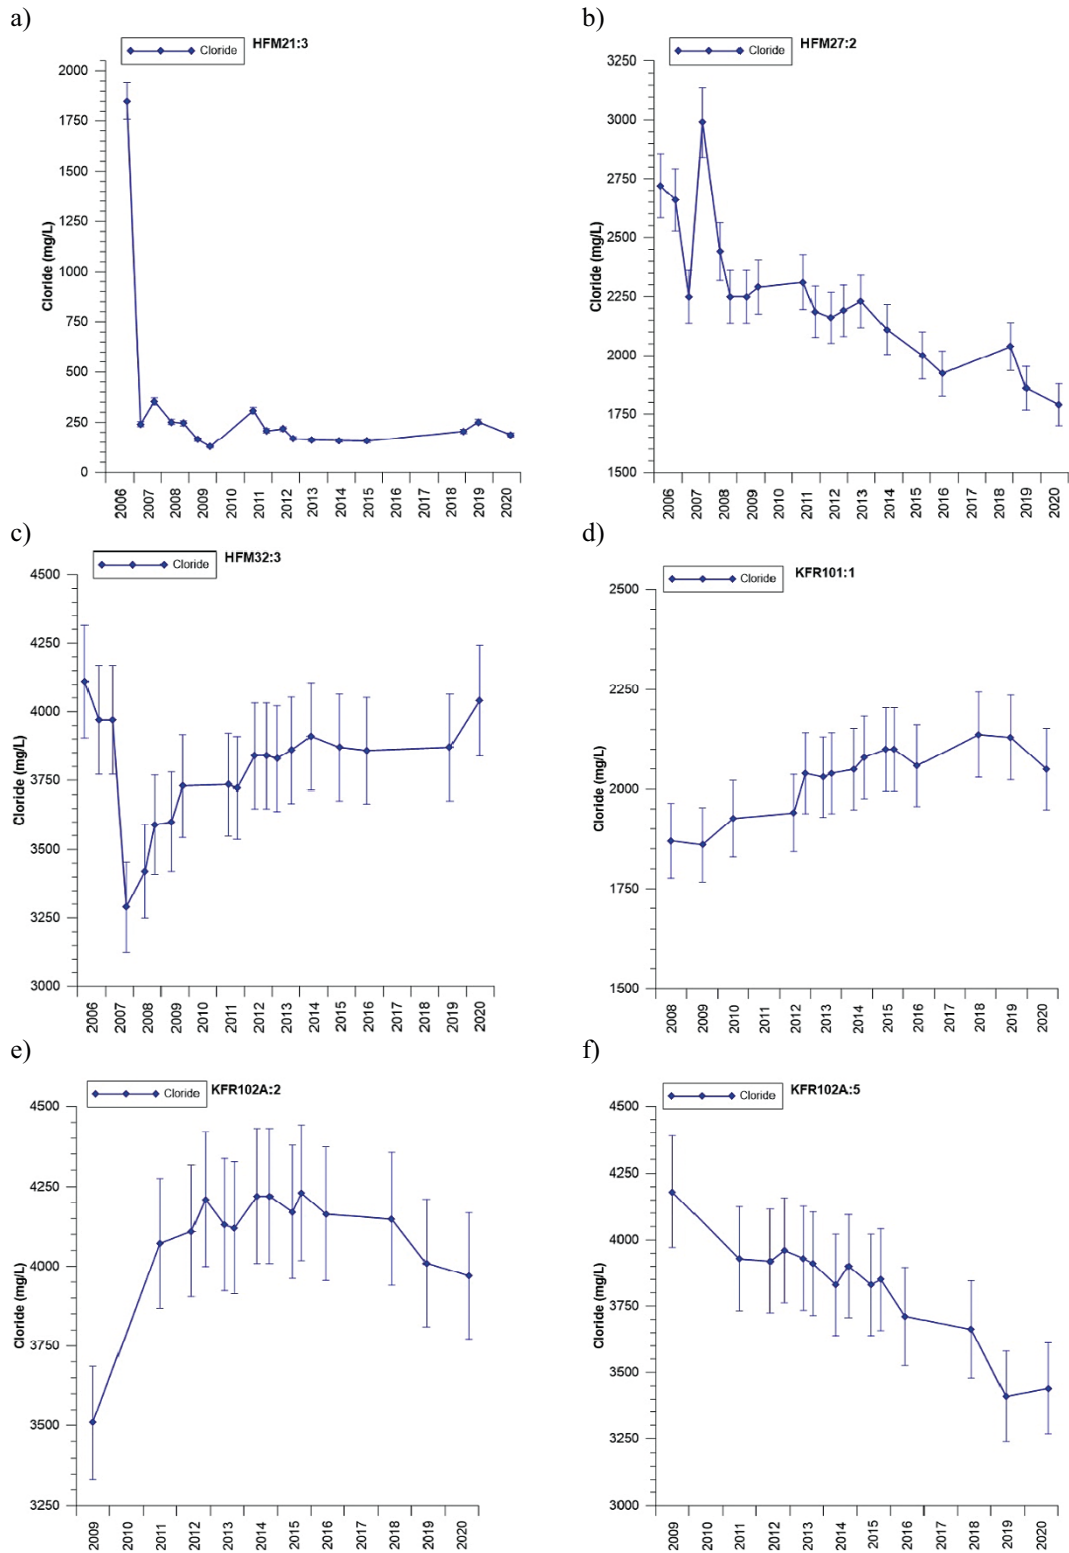 a)
Cloride
HFM21:3
Cloride (mg/L)
2000
1750
1500
1250
1000
750
500
250
0
2006 2007 2008 2009 2010 2011 2012 2013 2014 2015 2016 2017 2018 2019 2020
b)
Cloride
HFM27:2
Cloride (mg/L)
3250
3000
2750
2500
2250
2000
1750
1500
2006 2007 2008 2009 2010 2011 2012 2013 2014 2015 2016 2017 2018 2019 2020
c)
Cloride
HFM32:3
Cloride (mg/L)
4500
4250
4000
3750
3500
3250
3000
2006 2007 2008 2009 2010 2011 2012 2013 2014 2015 2016 2017 2018 2019 2020
d)
Cloride
KFR101:1
Cloride (mg/l)
2500
2250
2000
1750
1500
2008 2009 2010 2011 2012 2013 2014 2015 2016 2017 2018 2019 2020
e)
Cloride
KFR102A:2
Cloride (mg/L)
4500
4250
4000
3750
3500
3250
2009 2010 2011 2012 2013 2014 2015 2016 2017 2018 2019 2020
f)
Cloride
KFR102A:5
Cloride (mg/L)
4500
4250
4000
3750
3500
3250
3000
2009 2010 2011 2012 2013 2014 2015 2016 2017 2018 2019 2020